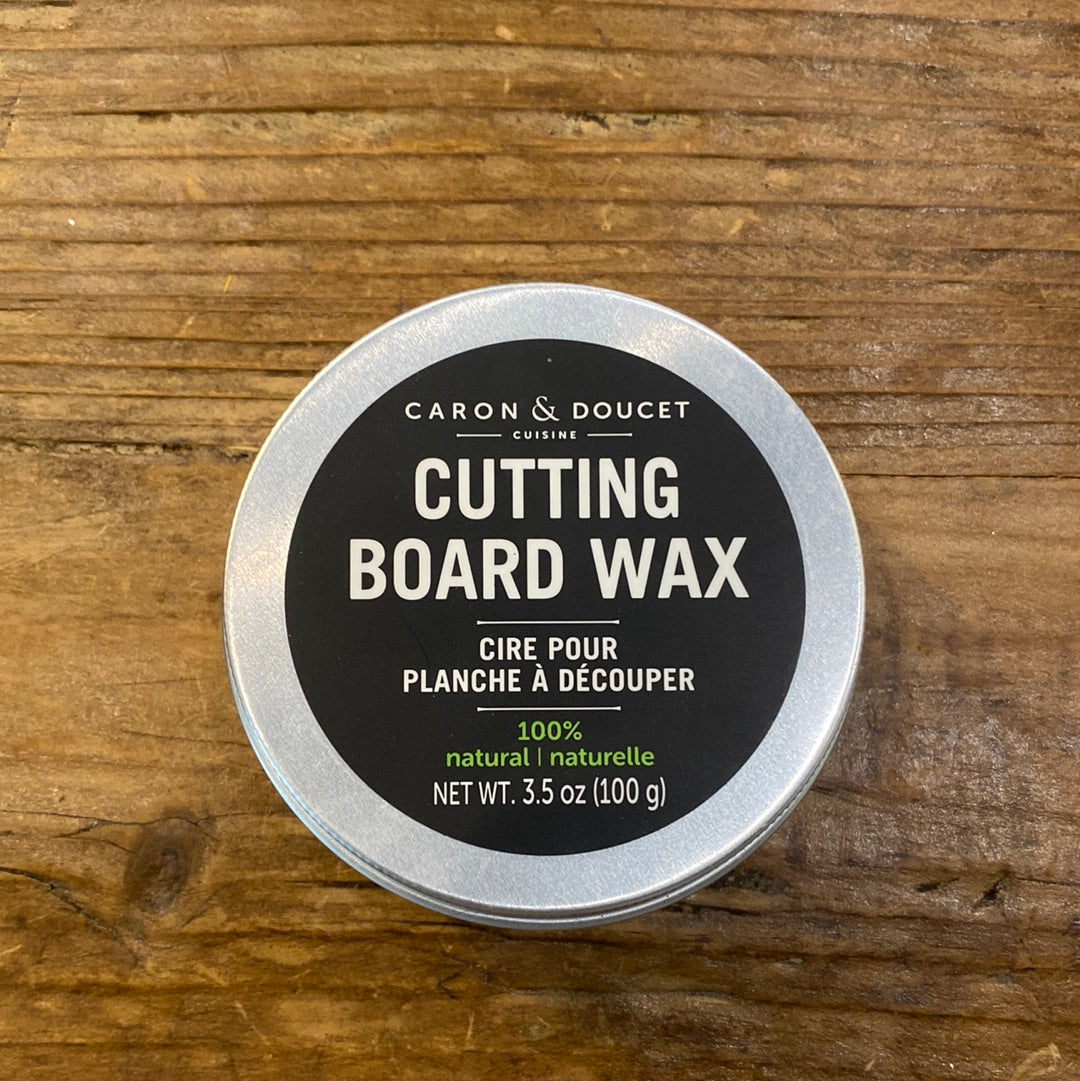 CARON & DOUCET
CUISINE
CUTTING
BOARD WAX
CIRE POUR
PLANCHE À DÉCOUPER
100%
natural | naturelle
NET WT. 3.5 oz (100 g)